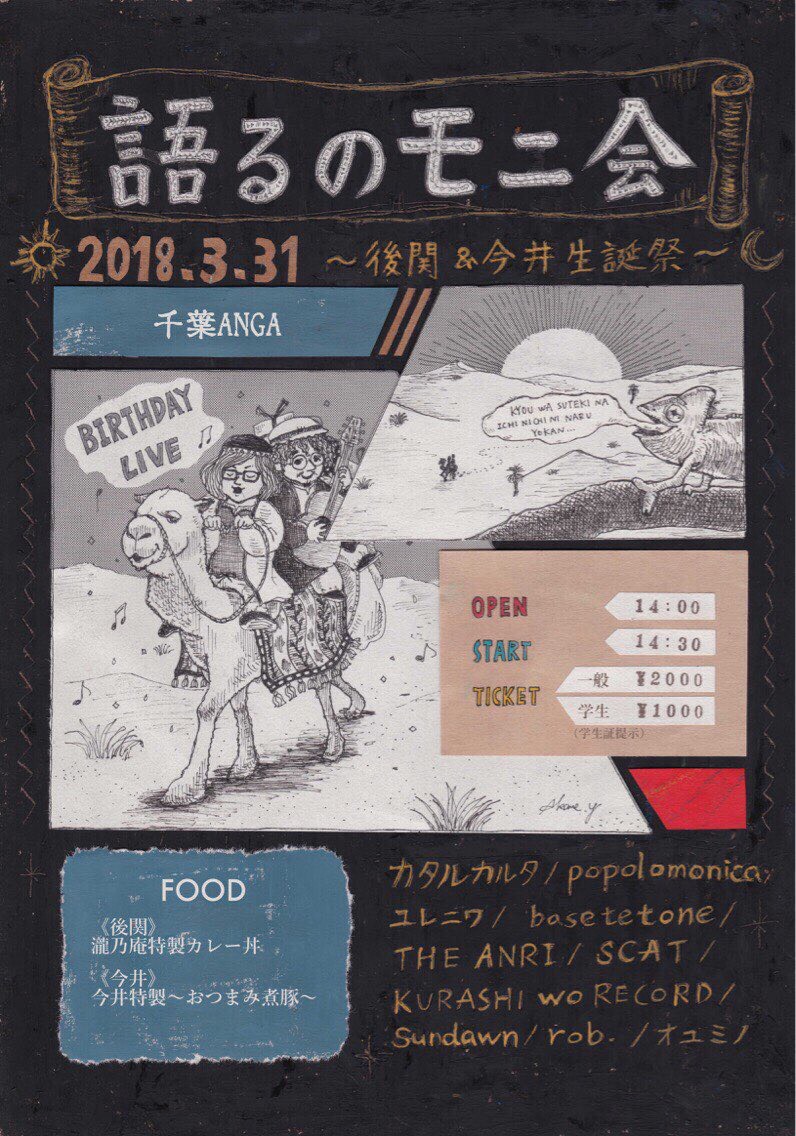 語るのモニ会
2018.3.31 ～後関&今井生誕祭～
千葉ANGA
BIRTHDAY
LIVE
KYOU WA SUTEKI NA
ICHI NICHI NI NARU
YOKAN...
OPEN 14:00
START 14:30
TICKET 一般 ¥2000
学生 ¥1000
(学生証提示)
Akane y
FOOD
《後関》
瀧乃庵特製カレー丼
《今井》
今井特製～おつまみ煮豚～
カタルカルタ/popolomonica/
ユレニワ/ basetetone/
THE ANRI/ SCAT/
KURASHI wo RECORD/
Sundawn/rob. /オユミノ